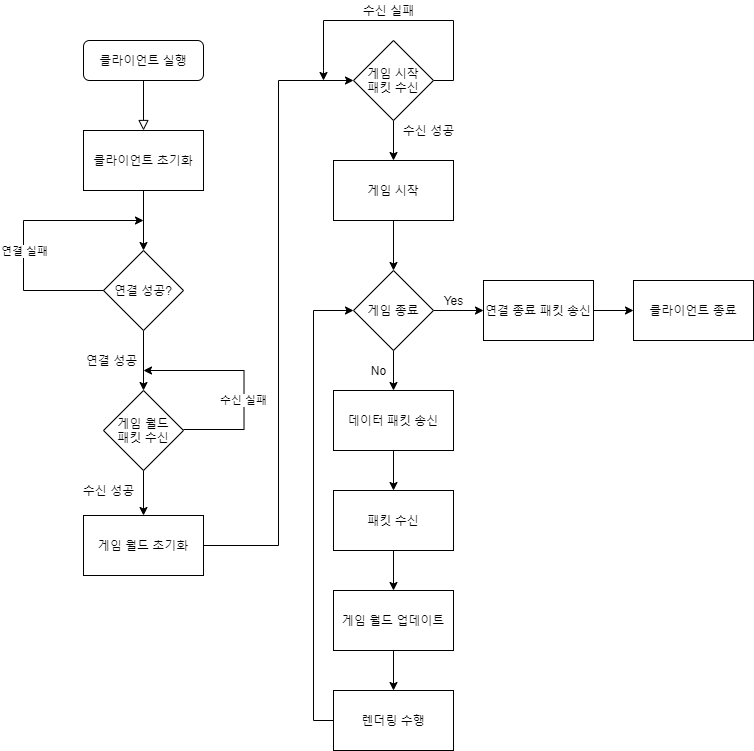 클라이언트 실행
클라이언트 초기화
연결 실패
연결 성공?
연결 성공
게임 월드
패킷 수신
수신 실패
수신 성공
게임 월드 초기화
수신 실패
게임 시작
패킷 수신
수신 성공
게임 시작
게임 종료
Yes
연결 종료 패킷 송신
클라이언트 종료
No
데이터 패킷 송신
패킷 수신
게임 월드 업데이트
렌더링 수행